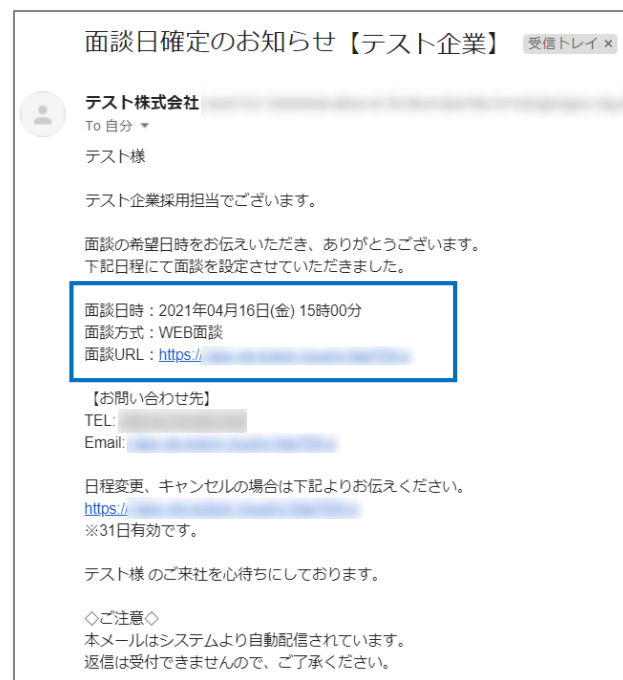 面談日確定のお知らせ【テスト企業】 受信トレイ ×
テスト株式会社
To 自分
テスト様
テスト企業採用担当でございます。
面談の希望日時をお伝えいただき、ありがとうございます。
下記日程にて面談を設定させていただきました。
面談日時：2021年04月16日(金) 15時00分
面談方式：WEB面談
面談URL：https:/
【お問い合わせ先】
TEL:
Email:
日程変更、キャンセルの場合は下記よりお伝えください。
https:/
※31日有効です。
テスト様 のご来社を心待ちにしております。
◇ご注意◇
本メールはシステムより自動配信されています。
返信は受付できませんので、ご了承ください。